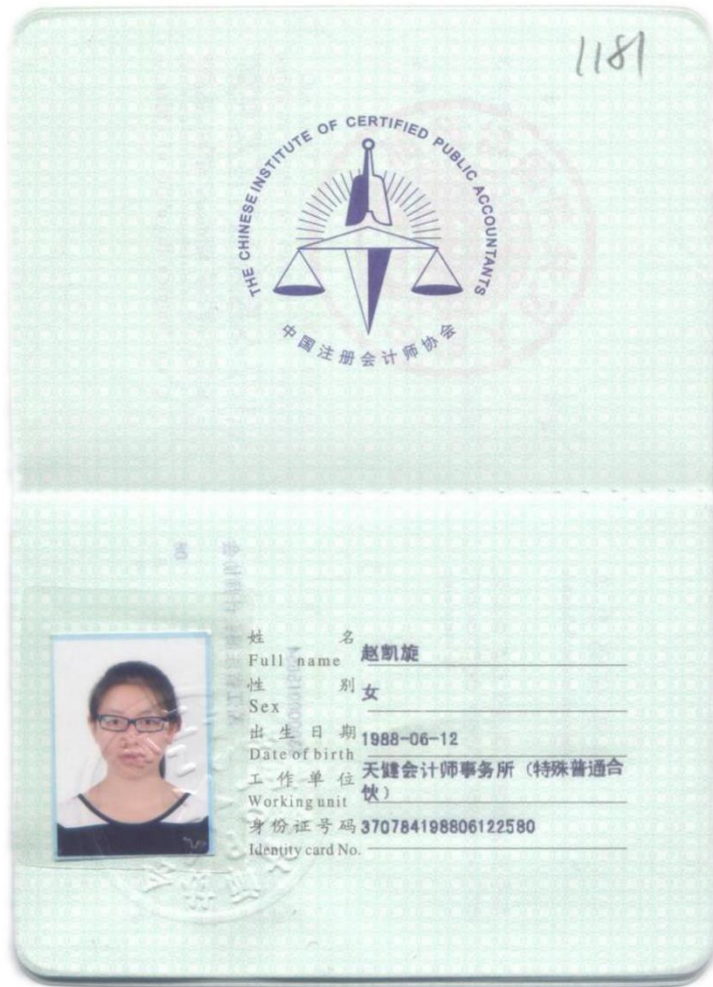 1181
THE CHINESE INSTITUTE OF CERTIFIED PUBLIC ACCOUNTANTS
中国注册会计师协会
姓 名 赵凯旋
Full name
性 别 女
Sex
出生日期 1988-06-12
Date of birth
工作单位 天健会计师事务所（特殊普通合
Working unit 伙）
身份证号码 370784198806122580
Identity card No.